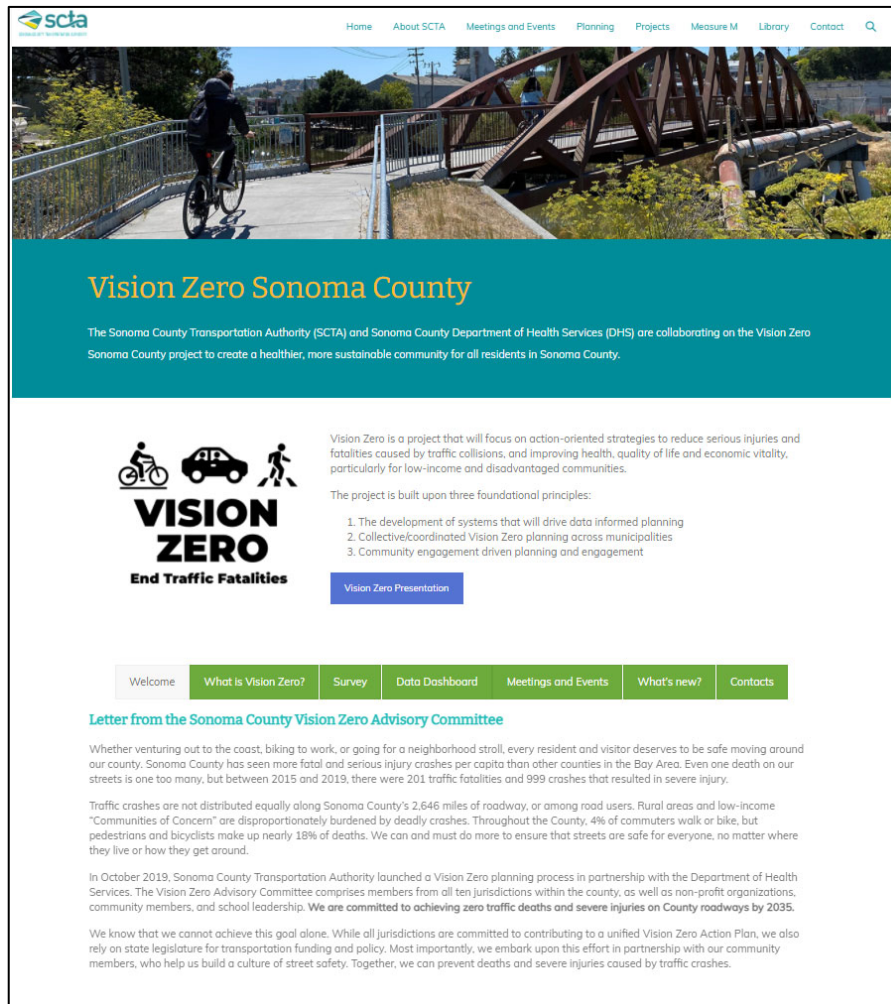 scta
Home About SCTA Meetings and Events Planning Projects Measure M Library Contact
Vision Zero Sonoma County
The Sonoma County Transportation Authority (SCTA) and Sonoma County Department of Health Services (DHS) are collaborating on the Vision Zero
Sonoma County project to create a healthier, more sustainable community for all residents in Sonoma County.
VISION
ZERO
End Traffic Fatalities
Vision Zero is a project that will focus on action-oriented strategies to reduce serious injuries and
fatalities caused by traffic collisions, and improving health, quality of life and economic vitality,
particularly for low-income and disadvantaged communities.
The project is built upon three foundational principles:
1. The development of systems that will drive data informed planning
2. Collective/coordinated Vision Zero planning across municipalities
3. Community engagement driven planning and engagement
Vision Zero Presentation
Welcome What is Vision Zero? Survey Data Dashboard Meetings and Events What's new? Contacts
Letter from the Sonoma County Vision Zero Advisory Committee
Whether venturing out to the coast, biking to work, or going for a neighborhood stroll, every resident and visitor deserves to be safe moving around
our county. Sonoma County has seen more fatal and serious injury crashes per capita than other counties in the Bay Area. Even one death on our
streets is one too many, but between 2015 and 2019, there were 201 traffic fatalities and 999 crashes that resulted in severe injury.
Traffic crashes are not distributed equally along Sonoma County's 2,646 miles of roadway, or among road users. Rural areas and low-income
"Communities of Concern" are disproportionately burdened by deadly crashes. Throughout the County, 4% of commuters walk or bike, but
pedestrians and bicyclists make up nearly 18% of deaths. We can and must do more to ensure that streets are safe for everyone, no matter where
they live or how they get around.
In October 2019, Sonoma County Transportation Authority launched a Vision Zero planning process in partnership with the Department of Health
Services. The Vision Zero Advisory Committee comprises members from all ten jurisdictions within the county, as well as non-profit organizations,
community members, and school leadership. We are committed to achieving zero traffic deaths and severe injuries on County roadways by 2035.
We know that we cannot achieve this goal alone. While all jurisdictions are committed to contributing to a unified Vision Zero Action Plan, we also
rely on state legislature for transportation funding and policy. Most importantly, we embark upon this effort in partnership with our community
members, who help us build a culture of street safety. Together, we can prevent deaths and severe injuries caused by traffic crashes.